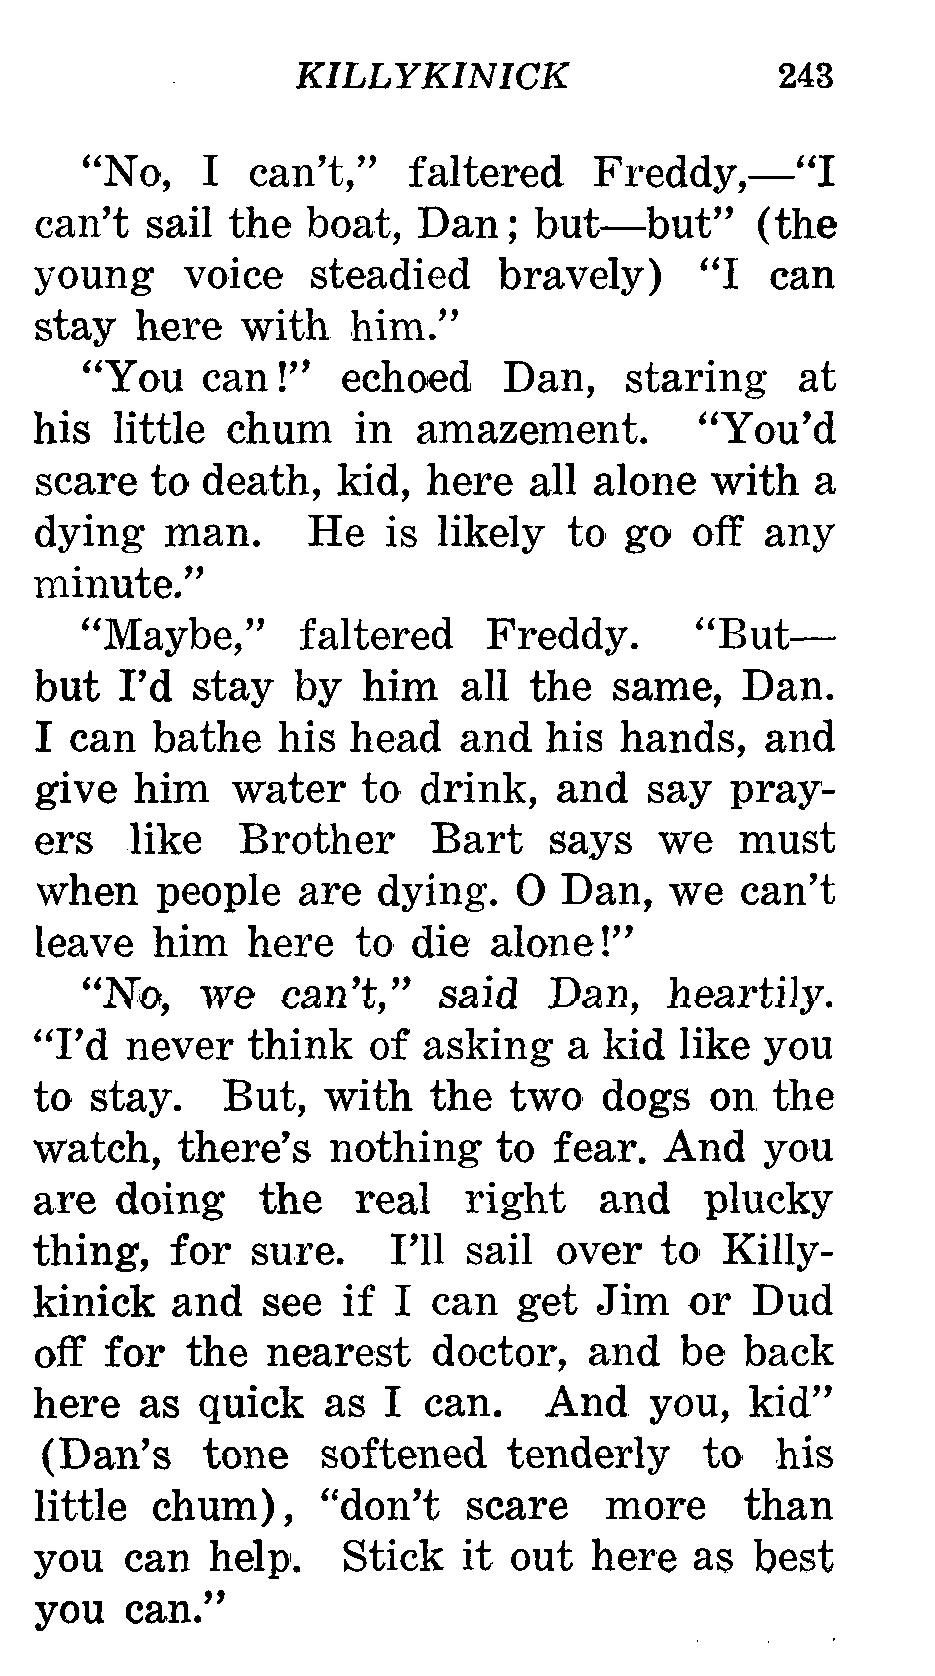 KILLYKINICK 243
“No, I can’t,” faltered Freddy,—“I
can’t sail the boat, Dan; but—but” (the
young voice steadied bravely) “I can
stay here with him.”
“You can!” echoed Dan, staring at
his little chum in amazement. “You’d
scare to death, kid, here all alone with a
dying man. He is likely to go off any
minute.”
“Maybe,” faltered Freddy. “But—
but I’d stay by him all the same, Dan.
I can bathe his head and his hands, and
give him water to drink, and say pray-
ers like Brother Bart says we must
when people are dying. O Dan, we can’t
leave him here to die alone!”
“No, we can’t,” said Dan, heartily.
“I’d never think of asking a kid like you
to stay. But, with the two dogs on the
watch, there’s nothing to fear. And you
are doing the real right and plucky
thing, for sure. I’ll sail over to Killy-
kinick and see if I can get Jim or Dud
off for the nearest doctor, and be back
here as quick as I can. And you, kid”
(Dan’s tone softened tenderly to his
little chum), “don’t scare more than
you can help. Stick it out here as best
you can.”